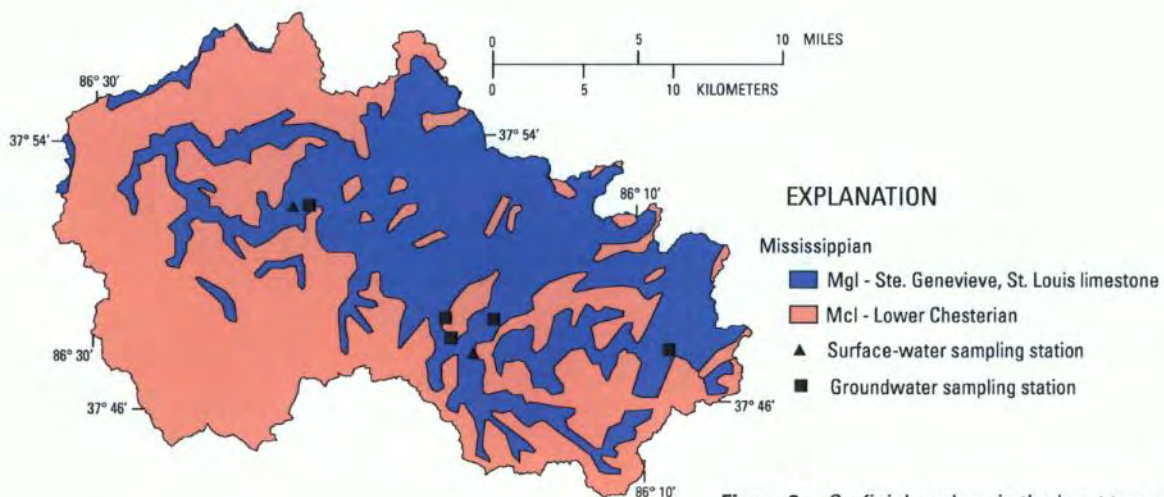 0 5 10 MILES
0 5 10 KILOMETERS
86° 30′
37° 54′
37° 54′
86° 10′
86° 30′
37° 46′
37 46′
86° 10′
EXPLANATION
Mississippian
Mgl - Ste. Genevieve, St. Louis limestone
Mcl - Lower Chesterian
Surface-water sampling station
Groundwater sampling station